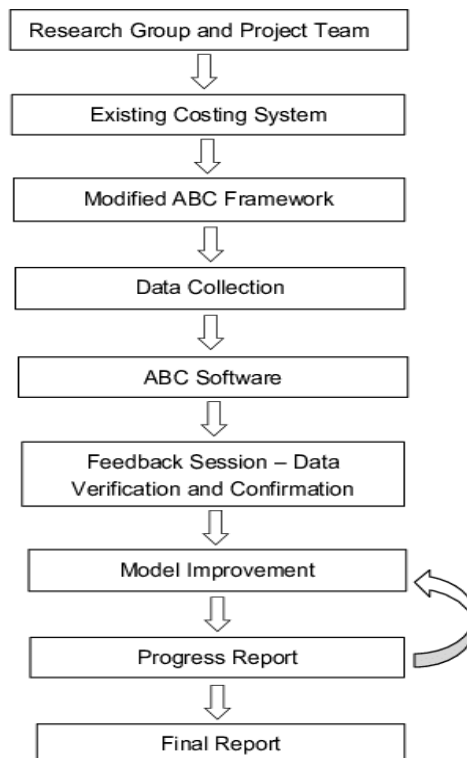 Research Group and Project Team
Existing Costing System
Modified ABC Framework
Data Collection
ABC Software
Feedback Session – Data
Verification and Confirmation
Model Improvement
Progress Report
Final Report